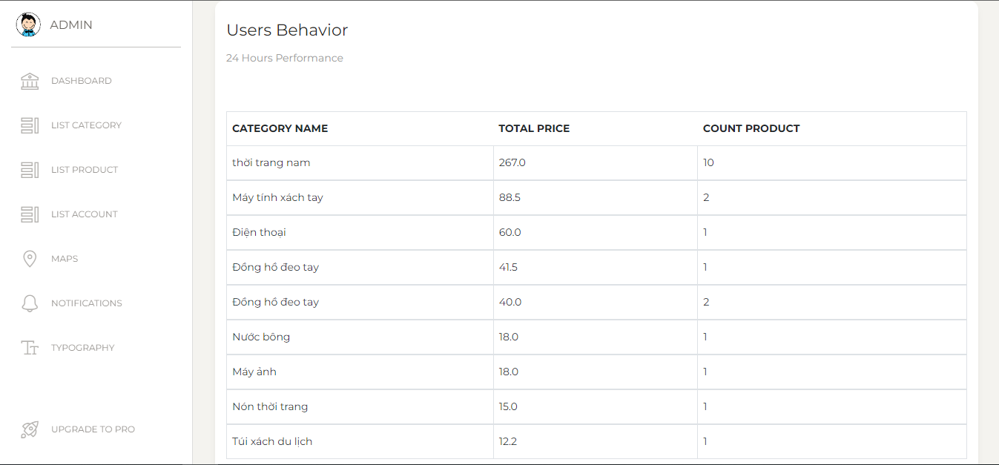 ADMIN
DASHBOARD
LIST CATEGORY
LIST PRODUCT
LIST ACCOUNT
MAPS
NOTIFICATIONS
TYPOGRAPHY
UPGRADE TO PRO
Users Behavior
24 Hours Performance
CATEGORY NAME TOTAL PRICE COUNT PRODUCT
thời trang nam 267.0 10
Máy tính xách tay 88.5 2
Điện thoại 60.0 1
Đồng hồ đeo tay 41.5 1
Đồng hồ đeo tay 40.0 2
Nước bông 18.0 1
Máy ảnh 18.0 1
Nón thời trang 15.0 1
Túi xách du lịch 12.2 1